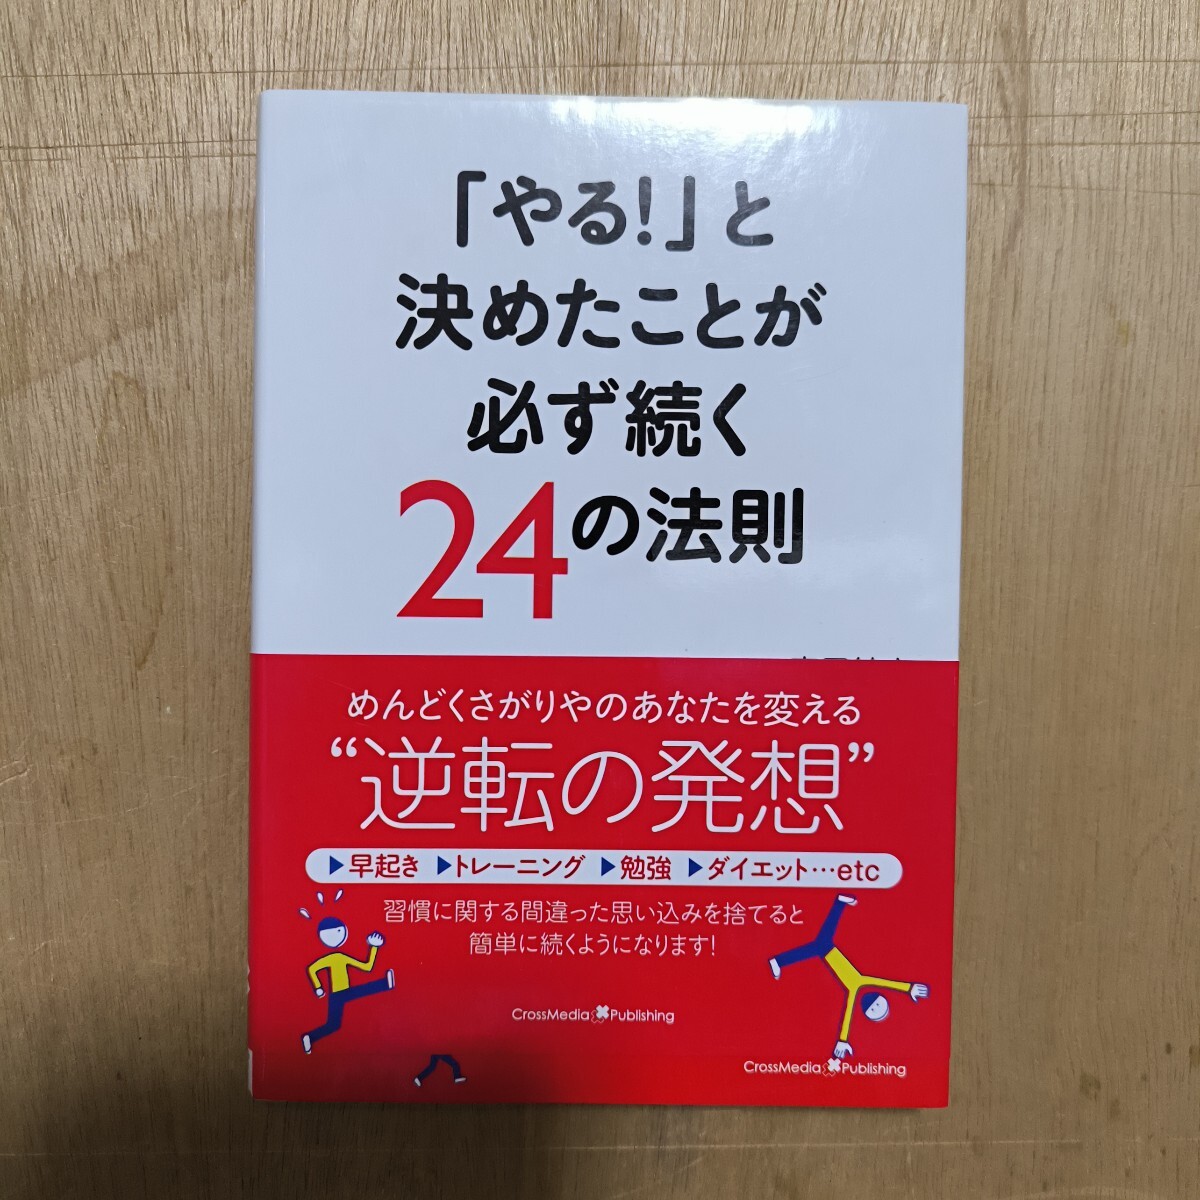 「やる!」と
決めたことが
必ず続く
24の法則
めんどくさがりやのあなたを変える
“逆転の発想”
▶早起き ▶トレーニング ▶勉強 ▶ダイエット…etc
習慣に関する間違った思い込みを捨てると
簡単に続くようになります!
CrossMedia Publishing
CrossMedia Publishing